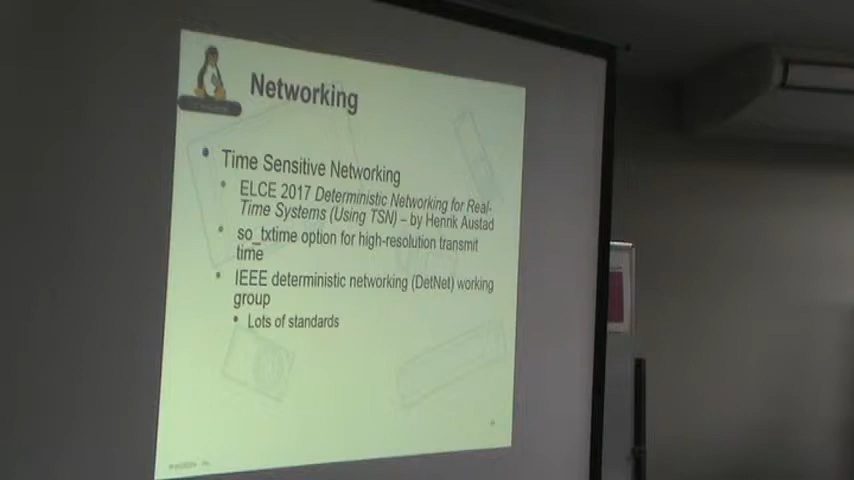 Networking
Time Sensitive Networking
ELCE 2017 Deterministic Networking for Real-
Time Systems (Using TSN) – by Henrik Austad
so_txtime option for high-resolution transmit
time
IEEE deterministic networking (DetNet) working
group
Lots of standards